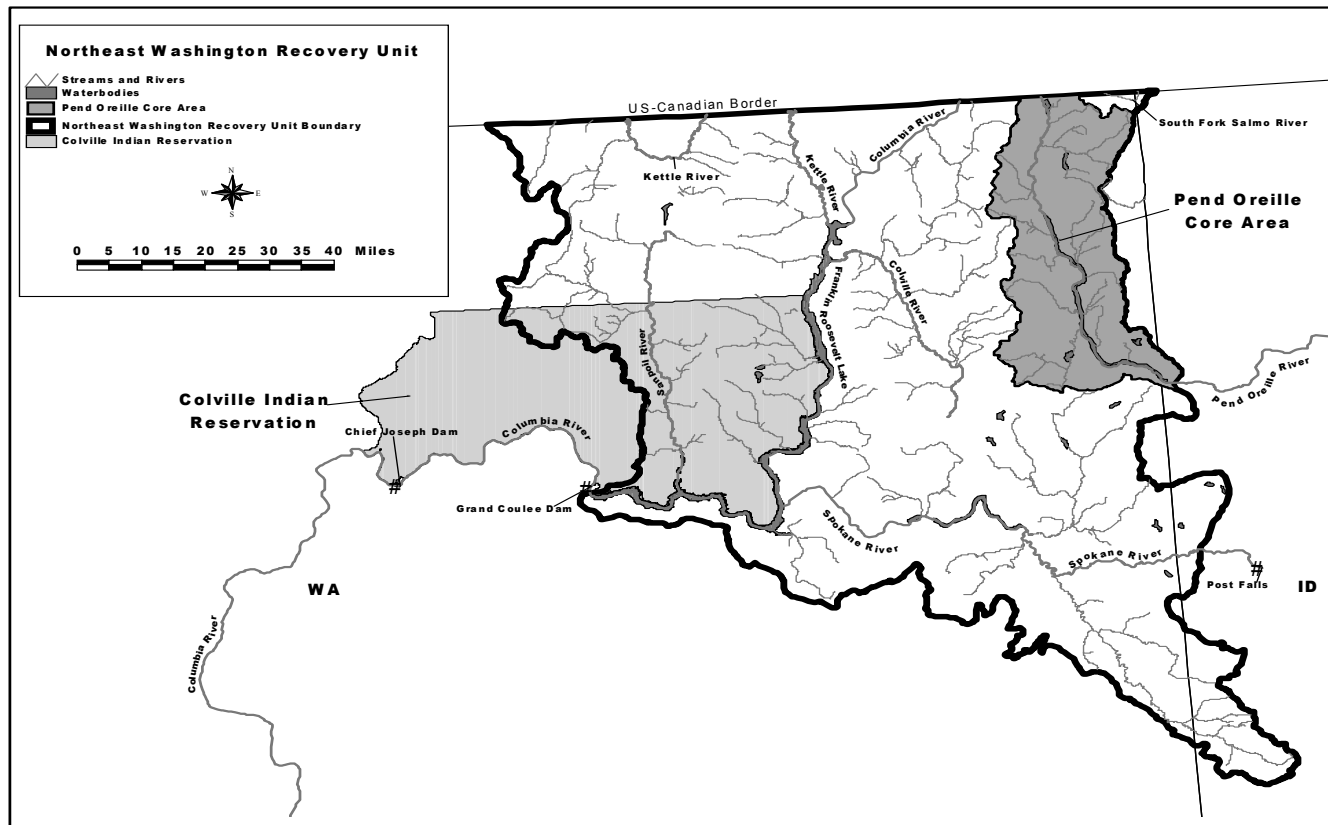 Northeast Washington Recovery Unit
Streams and Rivers
Waterbodies
Pend Oreille Core Area
Northeast Washington Recovery Unit Boundary
Colville Indian Reservation
N
W E
S
0 5 10 15 20 25 30 35 40 Miles
US-Canadian Border
South Fork Salmo River
Kettle River
Kettle River
Columbia River
Pend Oreille
Core Area
Franklin Roosevelt Lake
Colville River
Sanpoil River
Pend Oreille River
Colville Indian
Reservation
Chief Joseph Dam
#
Columbia River
#
Grand Coulee Dam
Spokane River
Spokane River
#
Post Falls
WA
ID
Columbia River